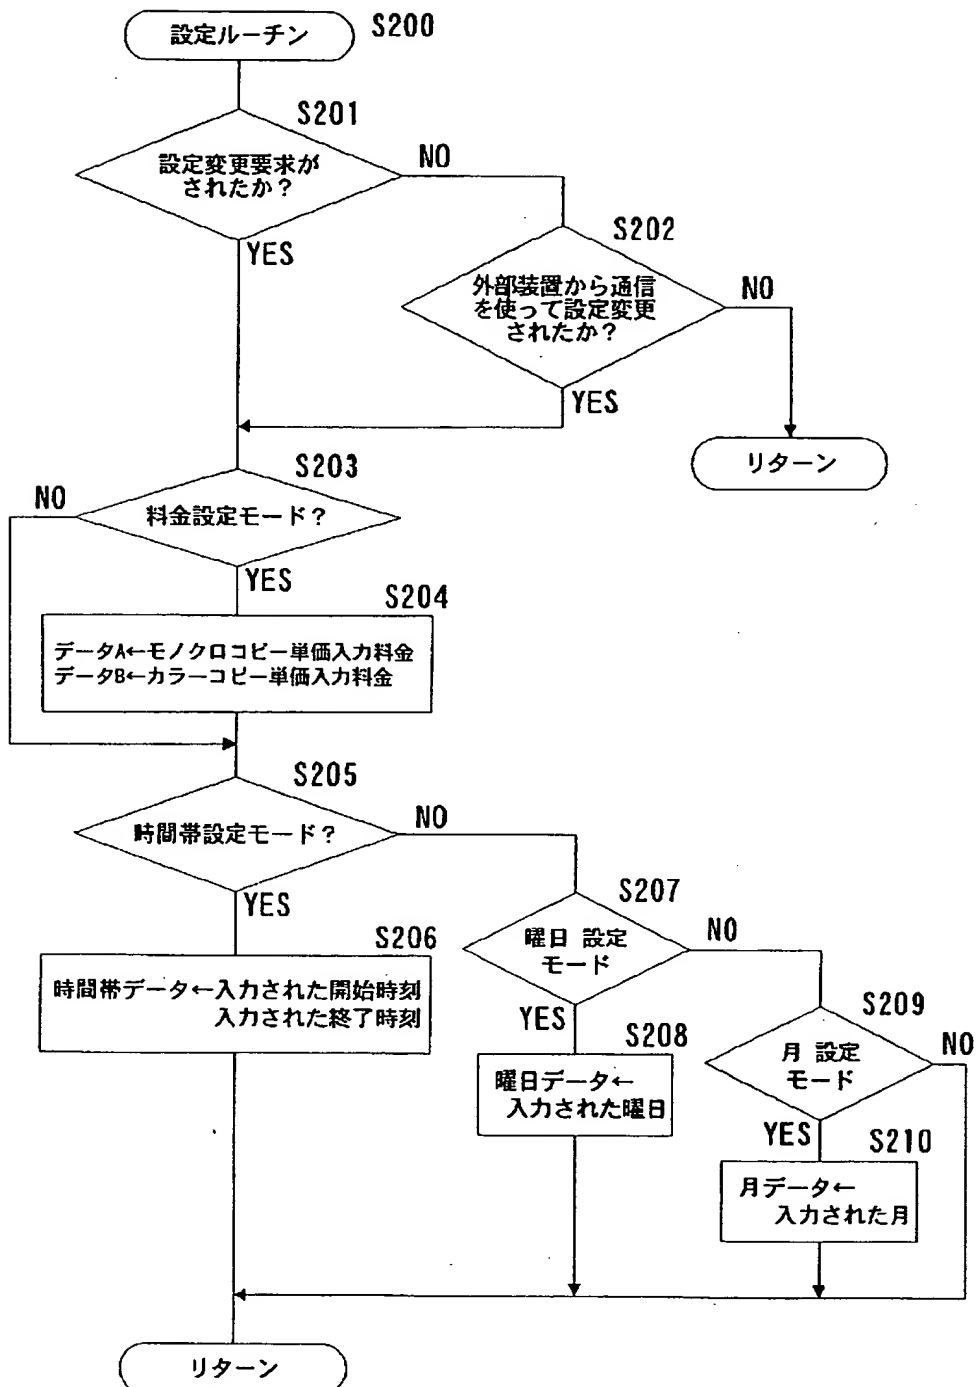 設定ルーチン
S200
S201
設定変更要求が
されたか？
NO
YES
S202
外部装置から通信
を使って設定変更
されたか？
NO
YES
リターン
S203
NO
料金設定モード？
YES
S204
データA←モノクロコピー単価入力料金
データB←カラーコピー単価入力料金
S205
時間帯設定モード？
NO
YES
S206
時間帯データ←入力された開始時刻
入力された終了時刻
S207
曜日 設定
モード
NO
YES
S208
曜日データ←
入力された曜日
S209
月 設定
モード
NO
YES
S210
月データ←
入力された月
リターン